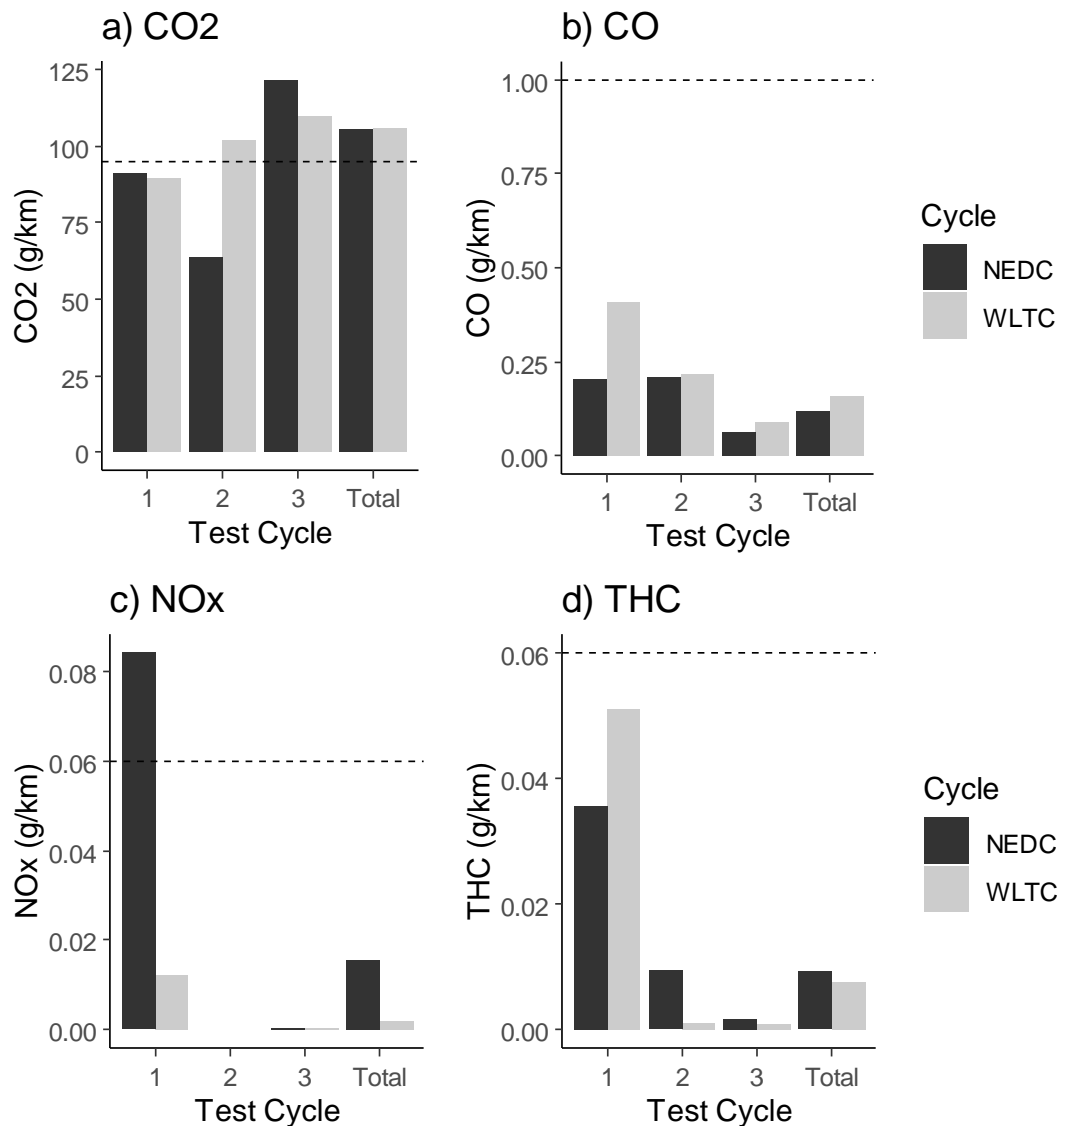 a) CO2
125
100
75
50
25
0
CO2 (g/km)
1 2 3 Total
Test Cycle
b) CO
1.00
0.75
0.50
0.25
0.00
CO (g/km)
1 2 3 Total
Test Cycle
Cycle
NEDC
WLTC
c) NOx
0.08
0.06
0.04
0.02
0.00
NOx (g/km)
1 2 3 Total
Test Cycle
d) THC
0.06
0.04
0.02
0.00
THC (g/km)
1 2 3 Total
Test Cycle
Cycle
NEDC
WLTC